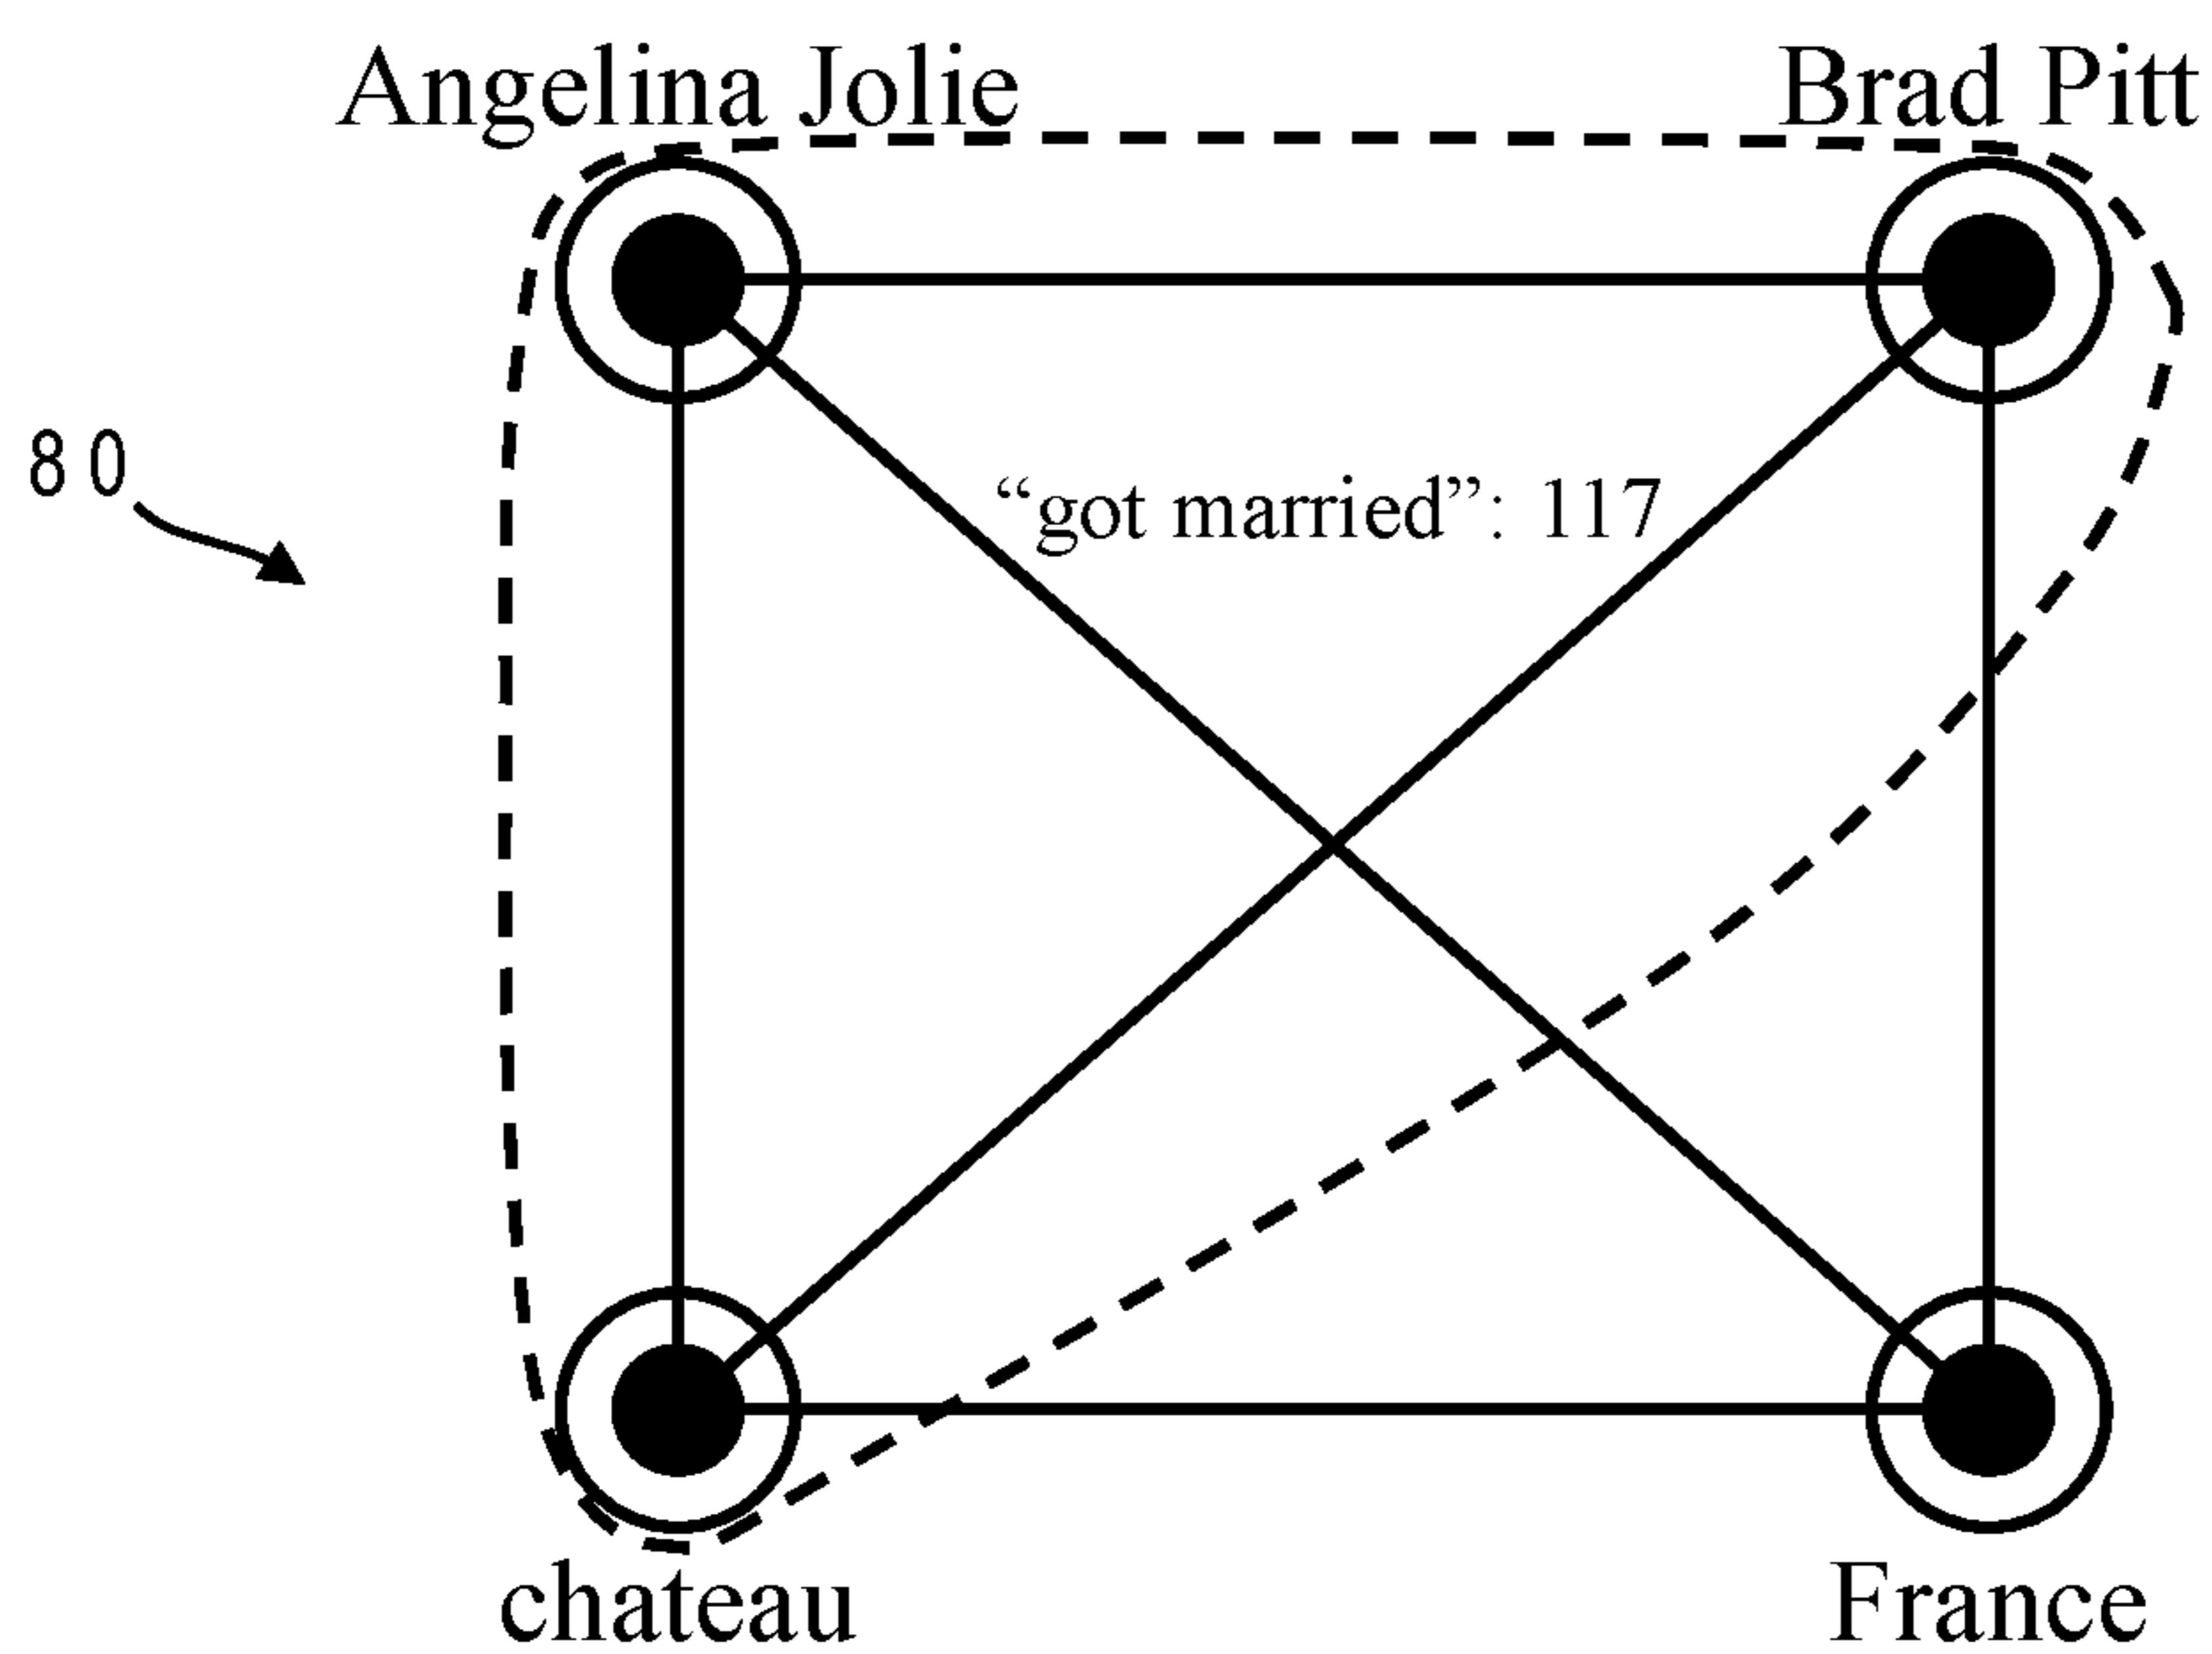 Angelina Jolie
Brad Pitt
80
“got married”: 117
chateau
France